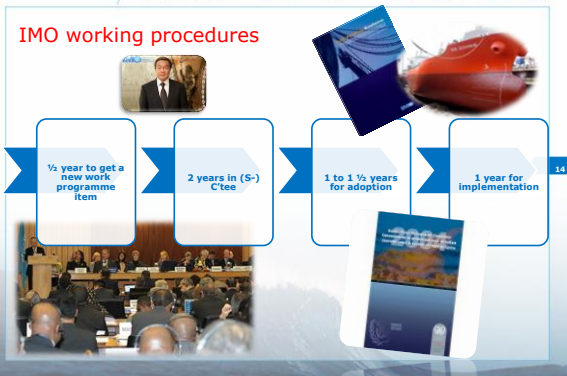 IMO working procedures
½ year to get a
new work
programme
item
2 years in (S-)
C'tee
1 to 1 ½ years
for adoption
1 year for
implementation
14